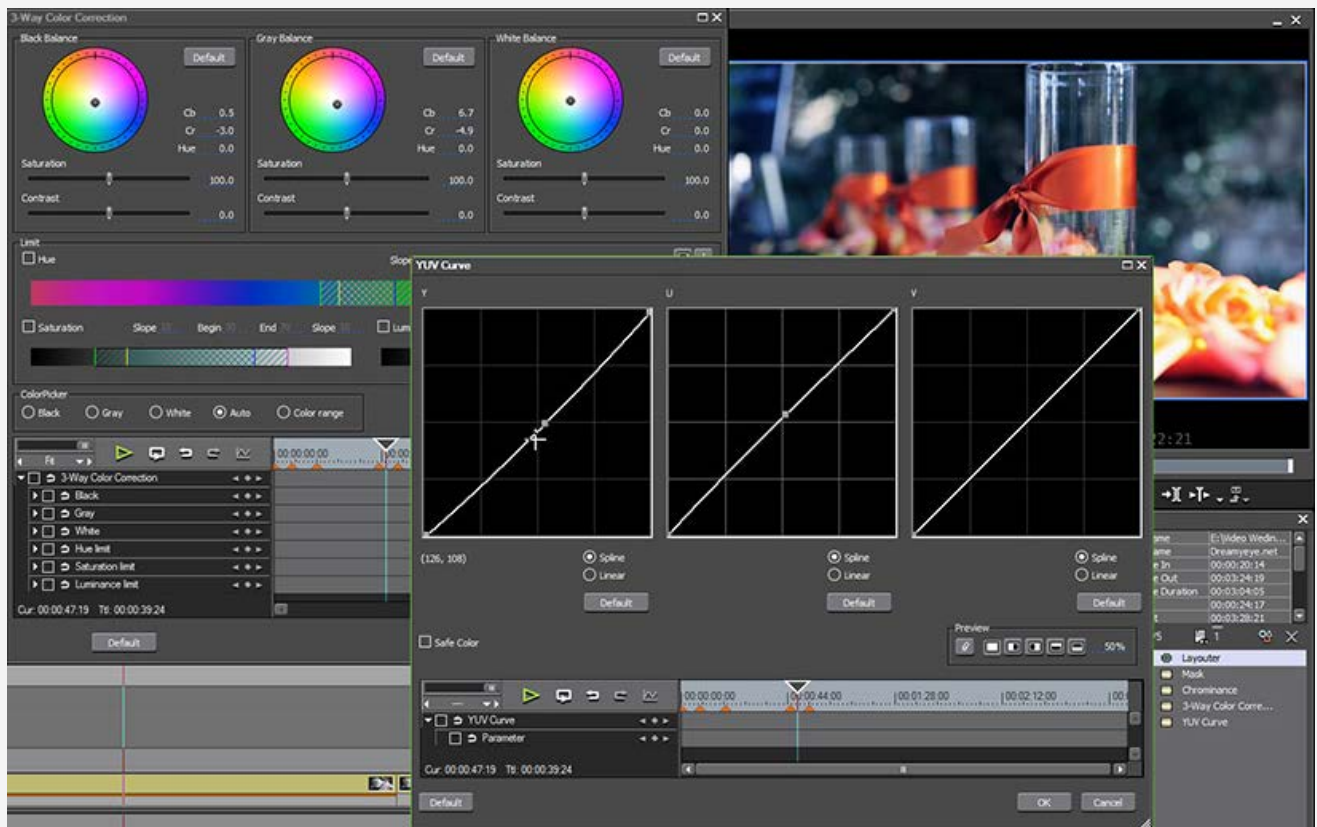 3-Way Color Correction
Black Balance
Default
Cb 0.5
Cr -3.0
Hue 0.0
Saturation
100.0
Contrast
0.0
Gray Balance
Default
Cb 6.7
Cr -4.9
Hue 0.0
Saturation
100.0
Contrast
0.0
White Balance
Default
Cb 0.0
Cr 0.0
Hue 0.0
Saturation
100.0
Contrast
0.0
Limit
Hue
Slope
Saturation Slope Begin End Slope Lum
ColorPicker
Black Gray White Auto Color range
Fit
00:00:00:00
3-Way Color Correction
Black
Gray
White
Hue limit
Saturation limit
Luminance limit
Cur: 00:00:47:19 Ttl: 00:00:39:24
Default
YUV Curve
Y U V
(126, 108)
Spline
Linear
Default
Spline
Linear
Default
Spline
Linear
Default
Safe Color
Preview
50%
00:00:00:00 00:00:44:00 00:01:28:00 00:02:12:00
YUV Curve
Parameter
Cur: 00:00:47:19 Ttl: 00:00:39:24
Default
OK Cancel
22:21
E:\Video Wedin...
Dreamyeye.net
00:00:20:14
00:03:24:19
00:03:04:05
00:00:24:17
00:03:28:21
Layouter
Mask
Chrominance
3-Way Color Corre...
YUV Curve